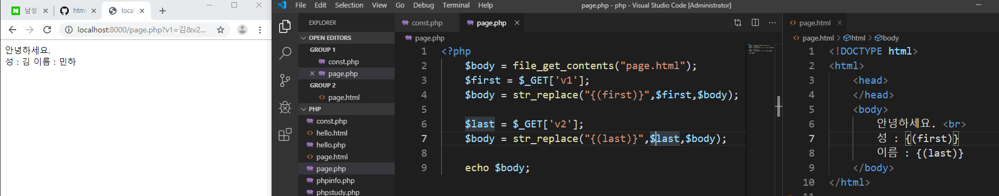 남성
html
local
localhost:8000/page.php?v1=김&v2...
안녕하세요.
성 : 김 이름 : 민하
File Edit Selection View Go Debug Terminal Help
page.php - php - Visual Studio Code [Administrator]
EXPLORER
OPEN EDITORS
GROUP 1
const.php
page.php
GROUP 2
page.html
PHP
const.php
hello.html
hello.php
page.html
page.php
phpinfo.php
phpstudy.php
const.php
page.php
page.php
1 <?php
2 $body = file_get_contents("page.html");
3 $first = $_GET['v1'];
4 $body = str_replace("{(first)}",$first,$body);
5
6 $last = $_GET['v2'];
7 $body = str_replace("{(last)}",$last,$body);
8
9 echo $body;
page.html
page.html > html > body
1 <!DOCTYPE html>
2 <html>
3 <head>
4 </head>
5 <body>
6 안녕하세요. <br>
7 성 : {(first)}
8 이름 : {(last)}
9 </body>
10 </html>
11